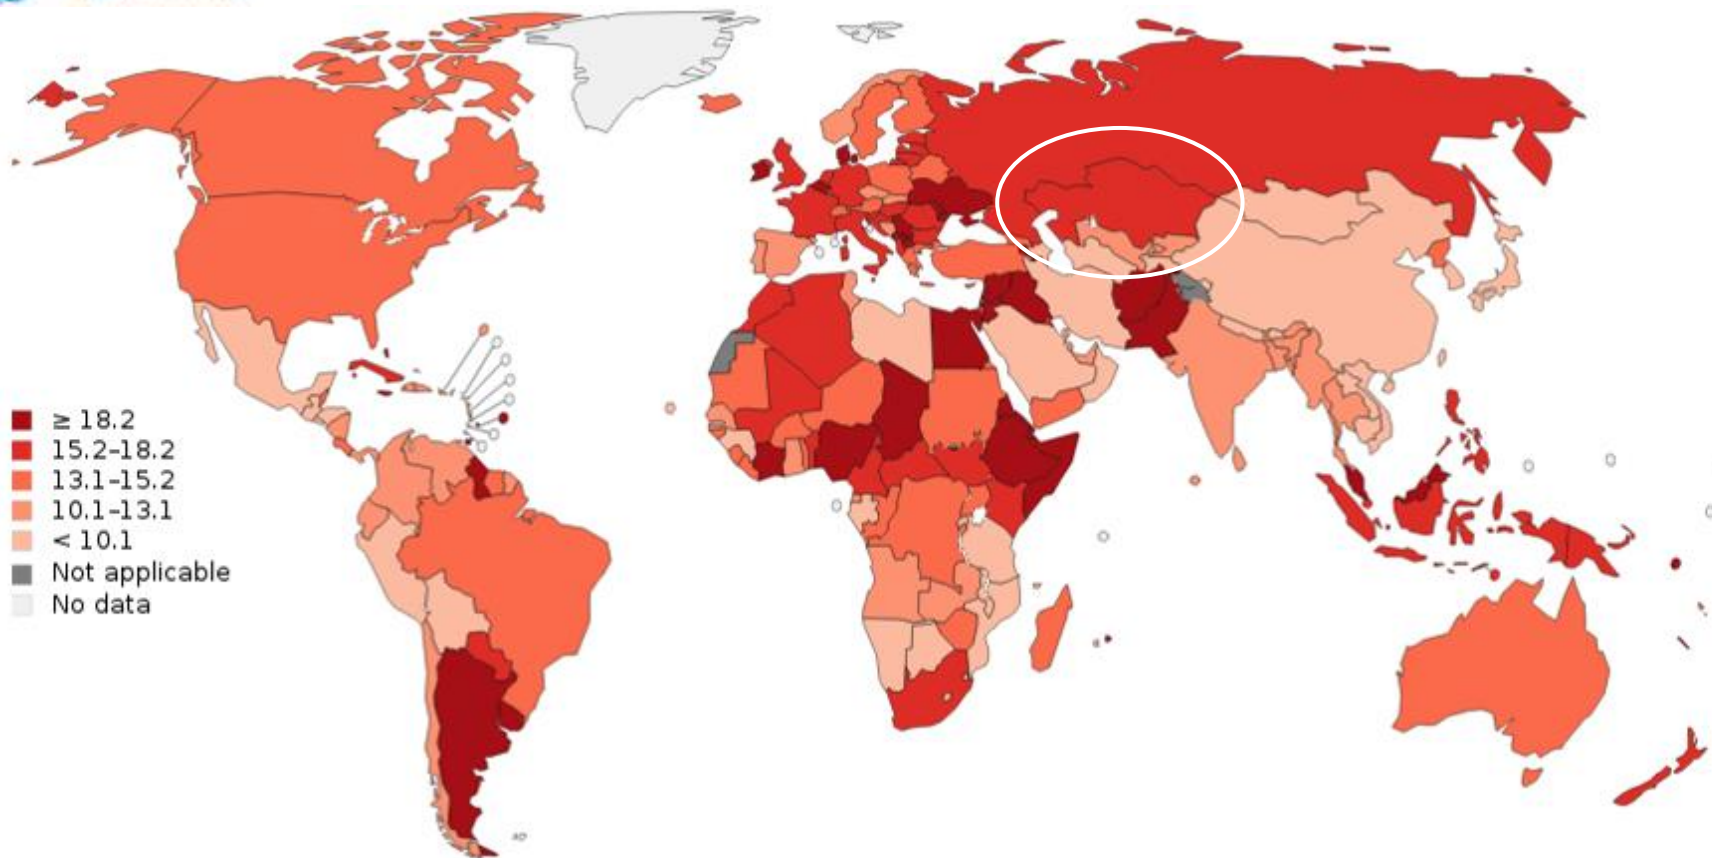 ≥ 18.2
15.2–18.2
13.1–15.2
10.1–13.1
< 10.1
Not applicable
No data